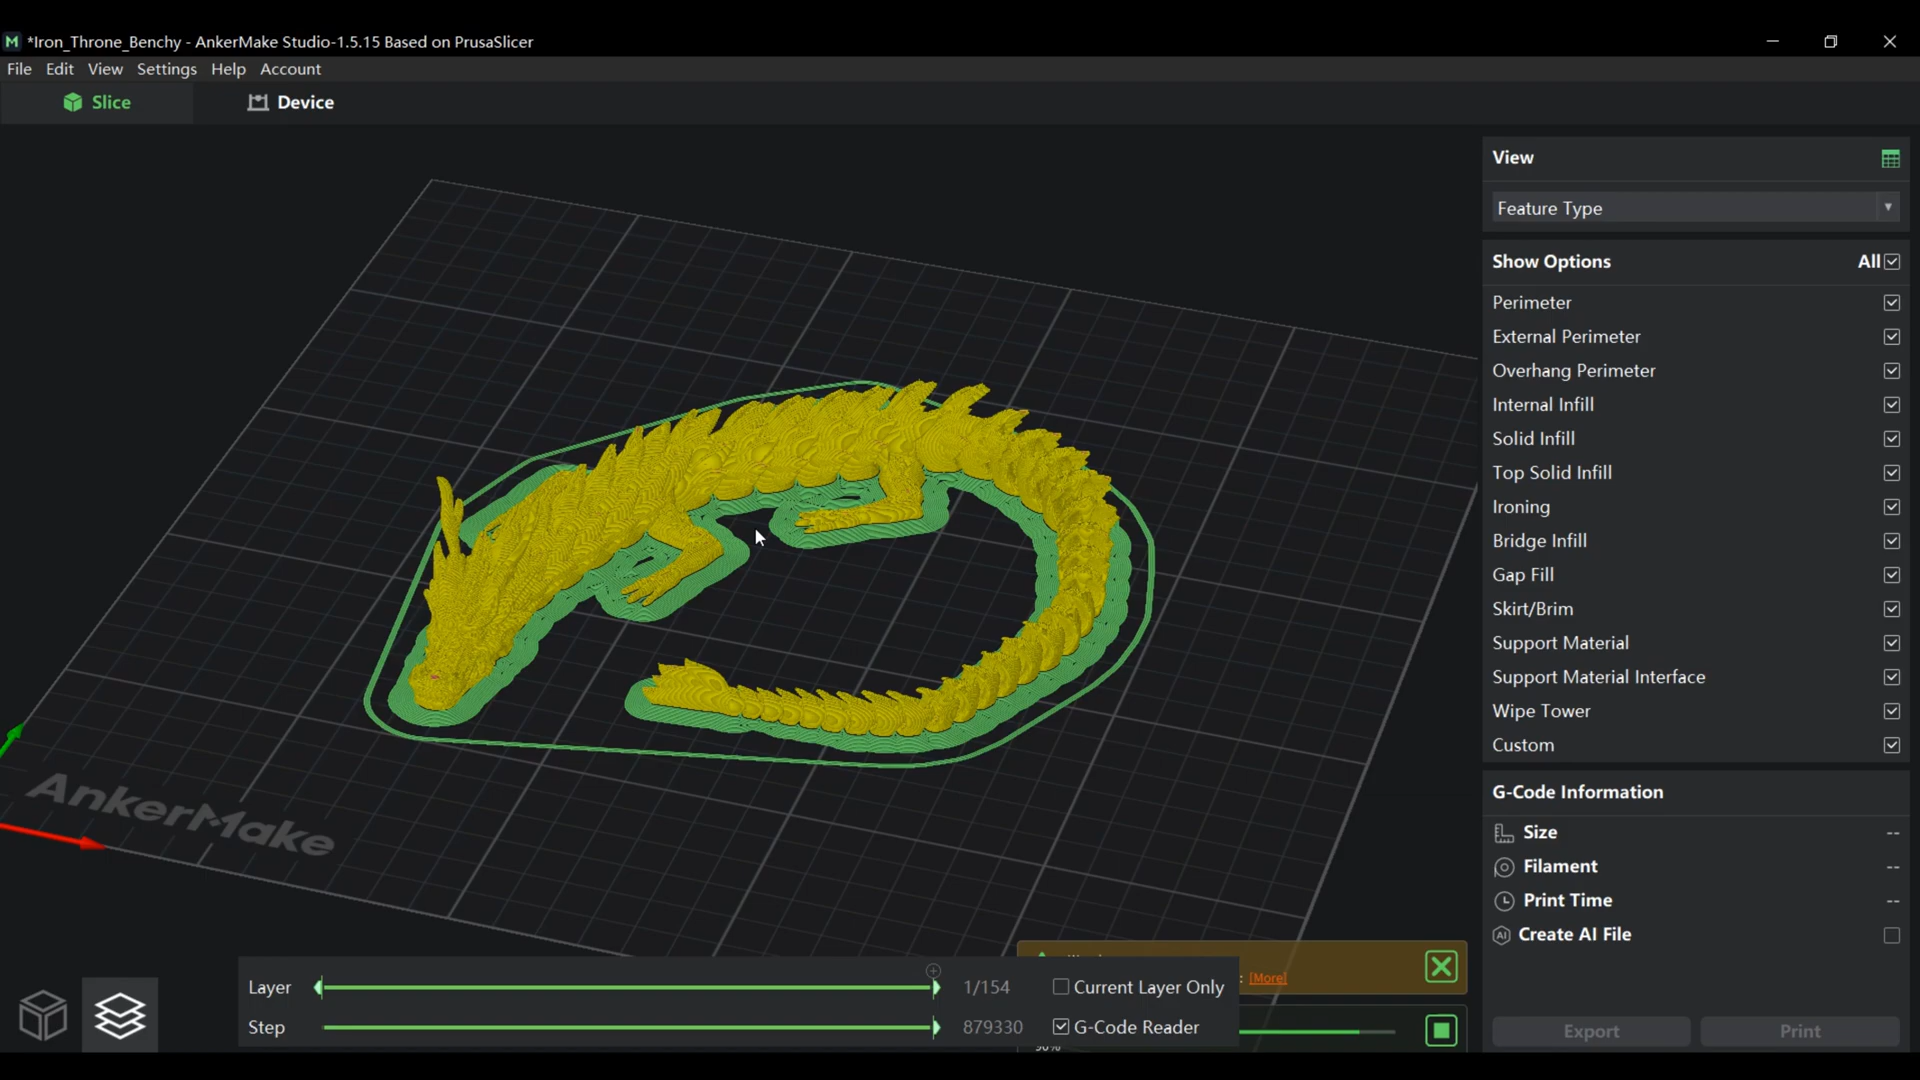 *Iron_Throne_Benchy - AnkerMake Studio-1.5.15 Based on PrusaSlicer
File Edit View Settings Help Account
Slice Device
View
Feature Type
Show Options All
Perimeter
External Perimeter
Overhang Perimeter
Internal Infill
Solid Infill
Top Solid Infill
Ironing
Bridge Infill
Gap Fill
Skirt/Brim
Support Material
Support Material Interface
Wipe Tower
Custom
G-Code Information
Size --
Filament --
Print Time --
AI Create AI File
Export Print
AnkerMake
: [More]
Layer 1/154 Current Layer Only
Step 879330 G-Code Reader